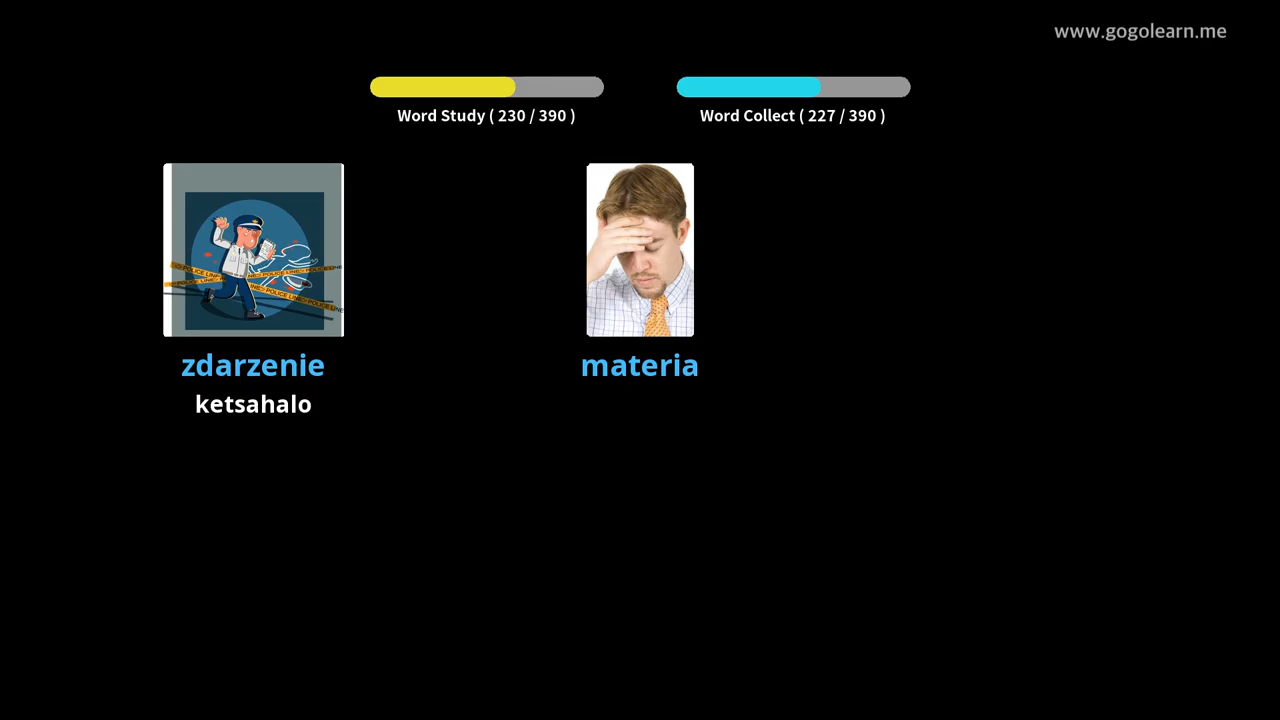 www.gogolearn.me
Word Study ( 230 / 390 )
Word Collect ( 227 / 390 )
zdarzenie
ketsahalo
materia